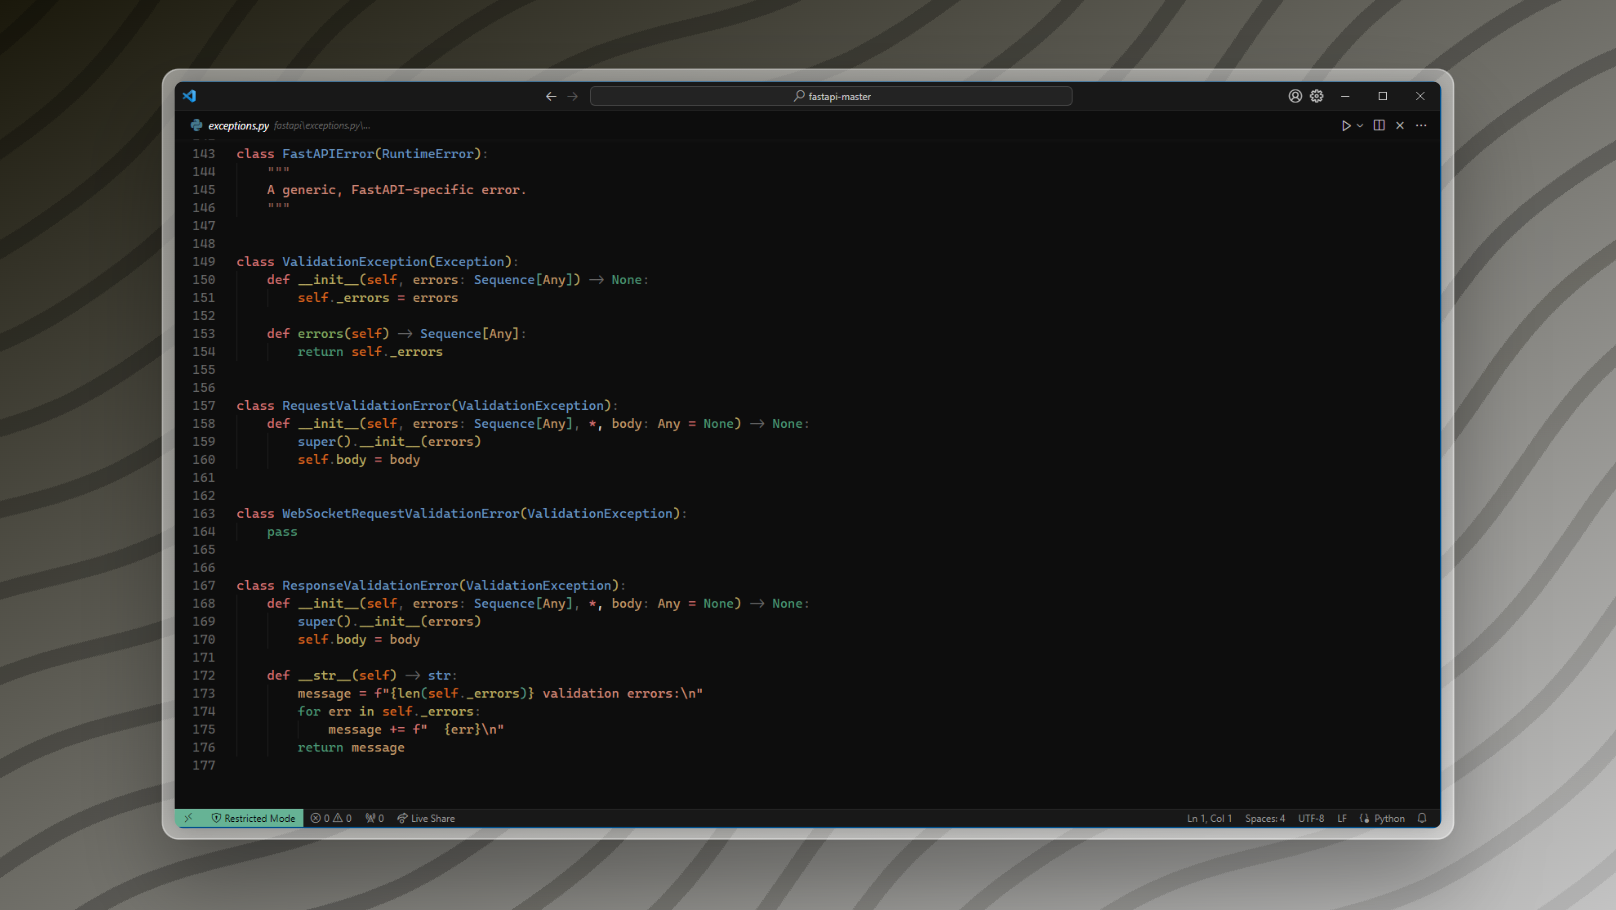 fastapi-master
exceptions.py fastapi\exceptions.py\...
143 class FastAPIError(RuntimeError):
144     """
145     A generic, FastAPI-specific error.
146     """
147
148
149 class ValidationException(Exception):
150     def __init__(self, errors: Sequence[Any]) -> None:
151         self._errors = errors
152
153     def errors(self) -> Sequence[Any]:
154         return self._errors
155
156
157 class RequestValidationError(ValidationException):
158     def __init__(self, errors: Sequence[Any], *, body: Any = None) -> None:
159         super().__init__(errors)
160         self.body = body
161
162
163 class WebSocketRequestValidationError(ValidationException):
164     pass
165
166
167 class ResponseValidationError(ValidationException):
168     def __init__(self, errors: Sequence[Any], *, body: Any = None) -> None:
169         super().__init__(errors)
170         self.body = body
171
172     def __str__(self) -> str:
173         message = f"{len(self._errors)} validation errors:\n"
174         for err in self._errors:
175             message += f"  {err}\n"
176         return message
177
Restricted Mode 0 0 0 Live Share Ln 1, Col 1 Spaces: 4 UTF-8 LF Python